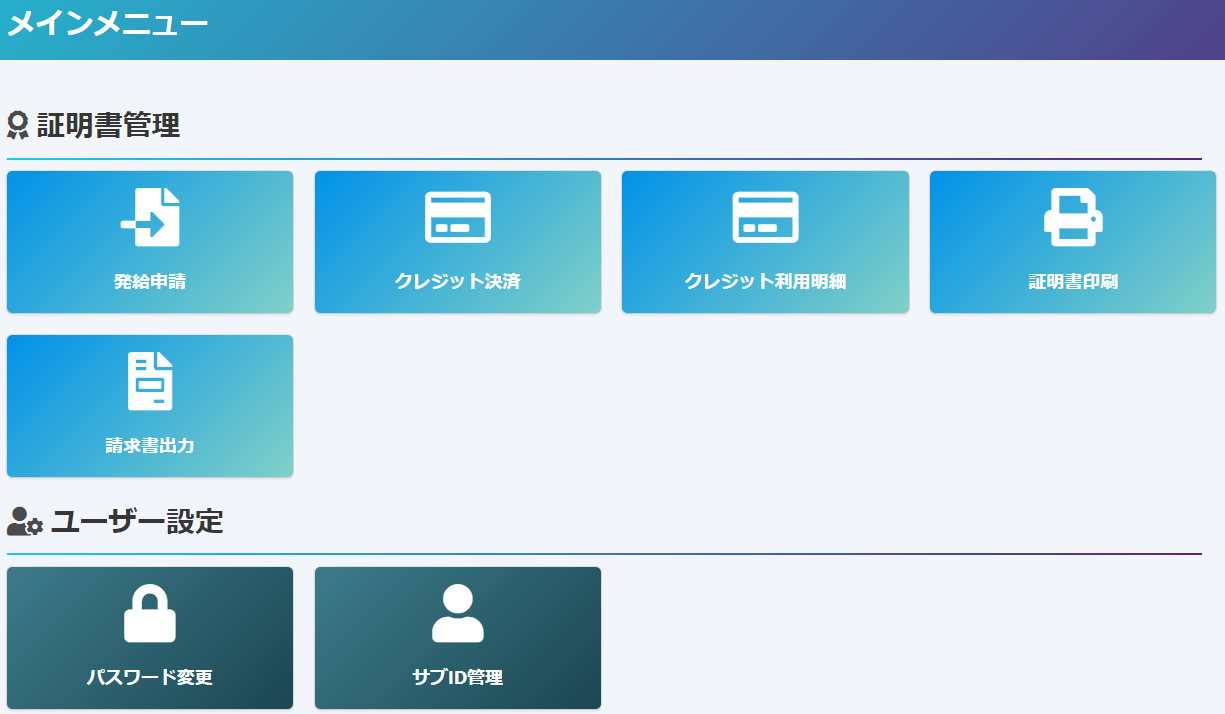 メインメニュー
証明書管理
発給申請
クレジット決済
クレジット利用明細
証明書印刷
請求書出力
ユーザー設定
パスワード変更
サブID管理